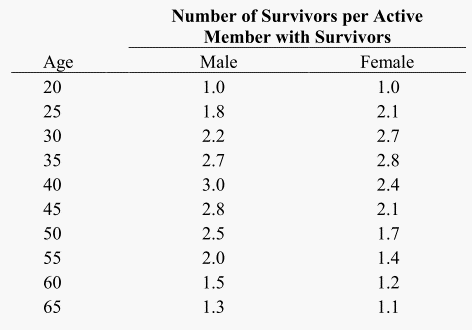 Number of Survivors per Active
Member with Survivors
Age Male Female
20 1.0 1.0
25 1.8 2.1
30 2.2 2.7
35 2.7 2.8
40 3.0 2.4
45 2.8 2.1
50 2.5 1.7
55 2.0 1.4
60 1.5 1.2
65 1.3 1.1